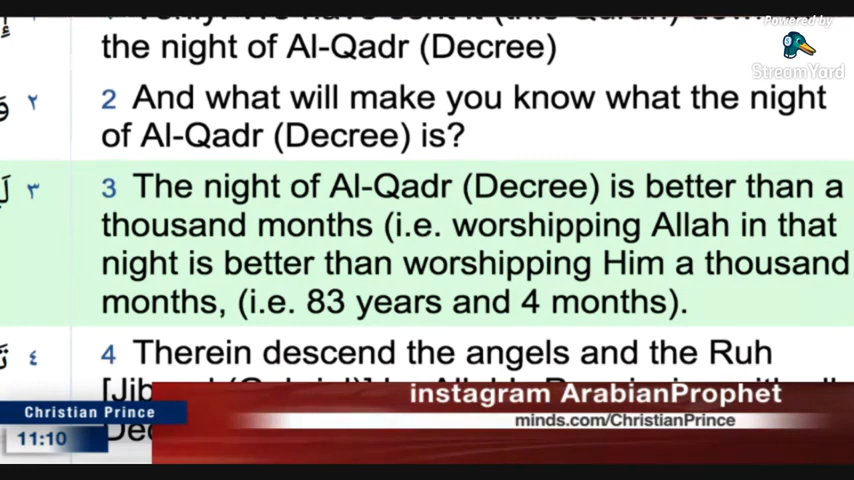 Powered by
StreamYard
the night of Al-Qadr (Decree)
٢
2 And what will make you know what the night
of Al-Qadr (Decree) is?
٣
3 The night of Al-Qadr (Decree) is better than a
thousand months (i.e. worshipping Allah in that
night is better than worshipping Him a thousand
months, (i.e. 83 years and 4 months).
٤
4 Therein descend the angels and the Ruh
instagram ArabianProphet
minds.com/ChristianPrince
Christian Prince
11:10